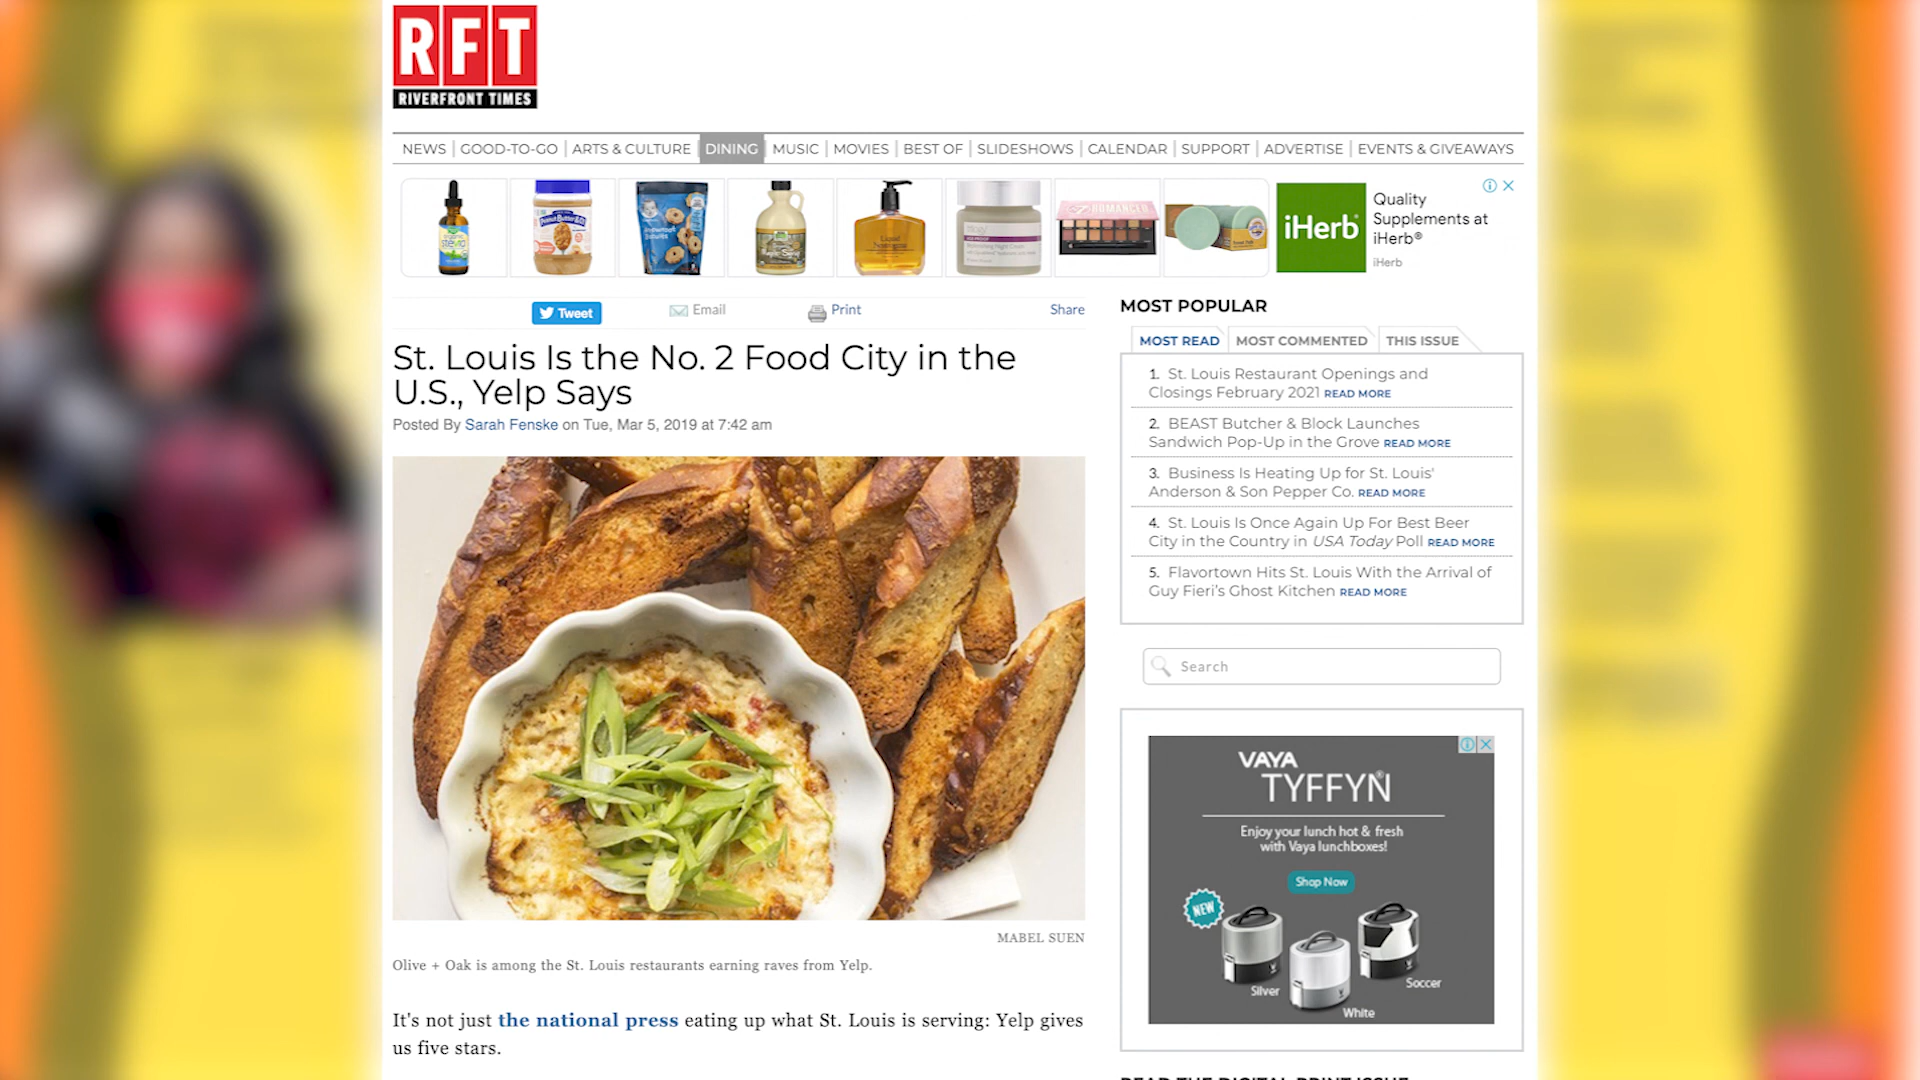 RFT
RIVERFRONT TIMES
NEWS | GOOD-TO-GO | ARTS & CULTURE | DINING | MUSIC | MOVIES | BEST OF | SLIDESHOWS | CALENDAR | SUPPORT | ADVERTISE | EVENTS & GIVEAWAYS
stevia
iHerb
Quality
Supplements at
iHerb®
iHerb
Tweet
Email
Print
Share
St. Louis Is the No. 2 Food City in the
U.S., Yelp Says
Posted By Sarah Fenske on Tue, Mar 5, 2019 at 7:42 am
MABEL SUEN
Olive + Oak is among the St. Louis restaurants earning raves from Yelp.
It's not just the national press eating up what St. Louis is serving: Yelp gives
us five stars.
MOST POPULAR
MOST READ
MOST COMMENTED
THIS ISSUE
1. St. Louis Restaurant Openings and
Closings February 2021 READ MORE
2. BEAST Butcher & Block Launches
Sandwich Pop-Up in the Grove READ MORE
3. Business Is Heating Up for St. Louis'
Anderson & Son Pepper Co. READ MORE
4. St. Louis Is Once Again Up For Best Beer
City in the Country in USA Today Poll READ MORE
5. Flavortown Hits St. Louis With the Arrival of
Guy Fieri's Ghost Kitchen READ MORE
Search
VAYA
TYFFYN®
Enjoy your lunch hot & fresh
with Vaya lunchboxes!
Shop Now
NEW
Silver
White
Soccer
READ THE DIGITAL PRINT ISSUE